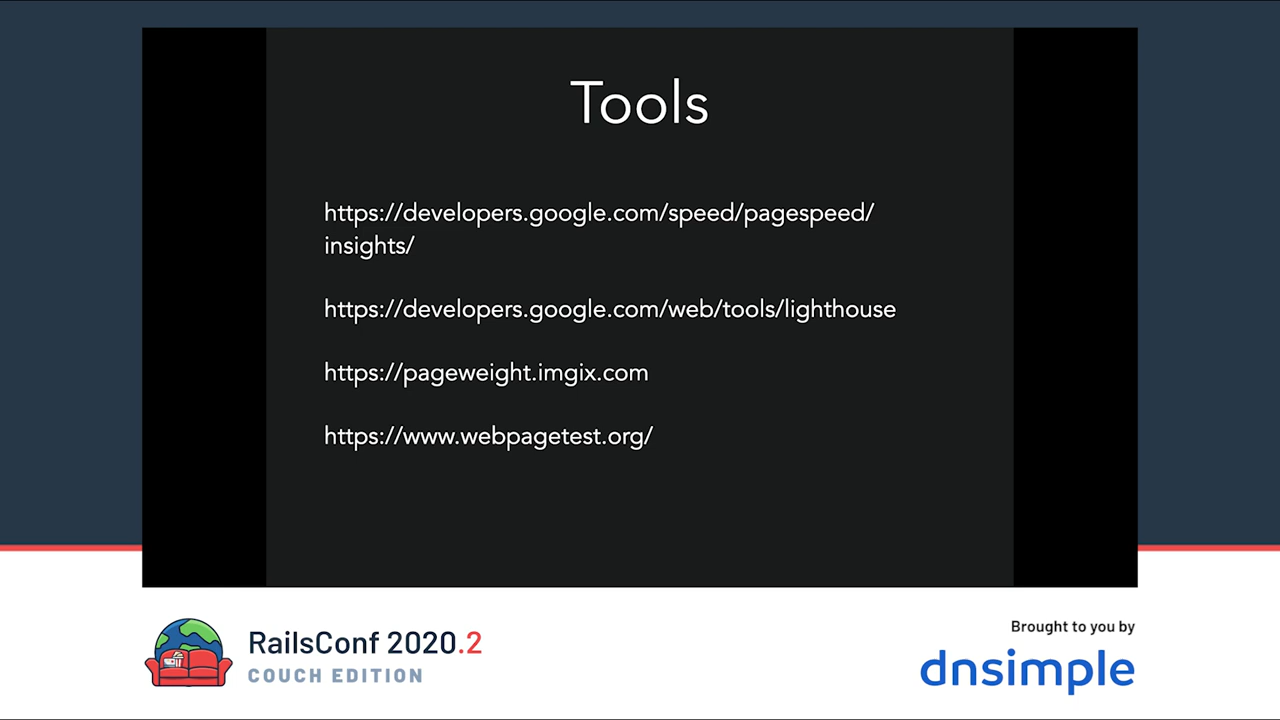 Tools
https://developers.google.com/speed/pagespeed/
insights/
https://developers.google.com/web/tools/lighthouse
https://pageweight.imgix.com
https://www.webpagetest.org/
RailsConf 2020.2
COUCH EDITION
Brought to you by
dnsimple